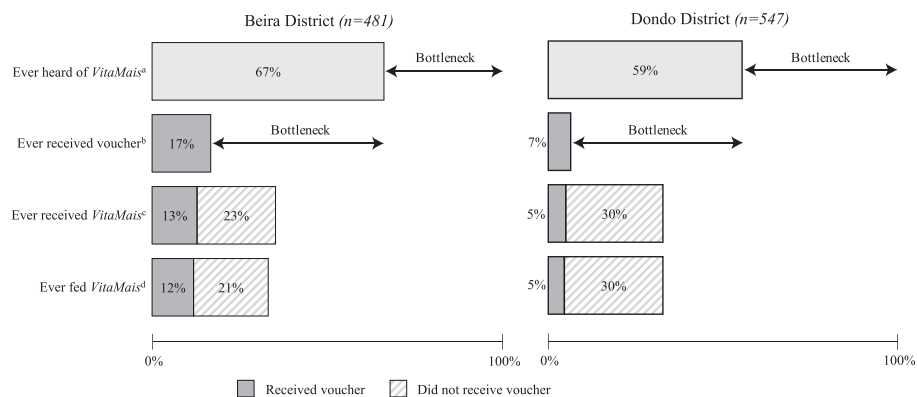 Beira District (n=481)
Dondo District (n=547)
Ever heard of VitaMaisᵃ
67%
Bottleneck
59%
Bottleneck
Ever received voucherᵇ
17%
Bottleneck
7%
Bottleneck
Ever received VitaMaisᶜ
13%
23%
5%
30%
Ever fed VitaMaisᵈ
12%
21%
5%
30%
0%
100%
0%
100%
Received voucher
Did not receive voucher